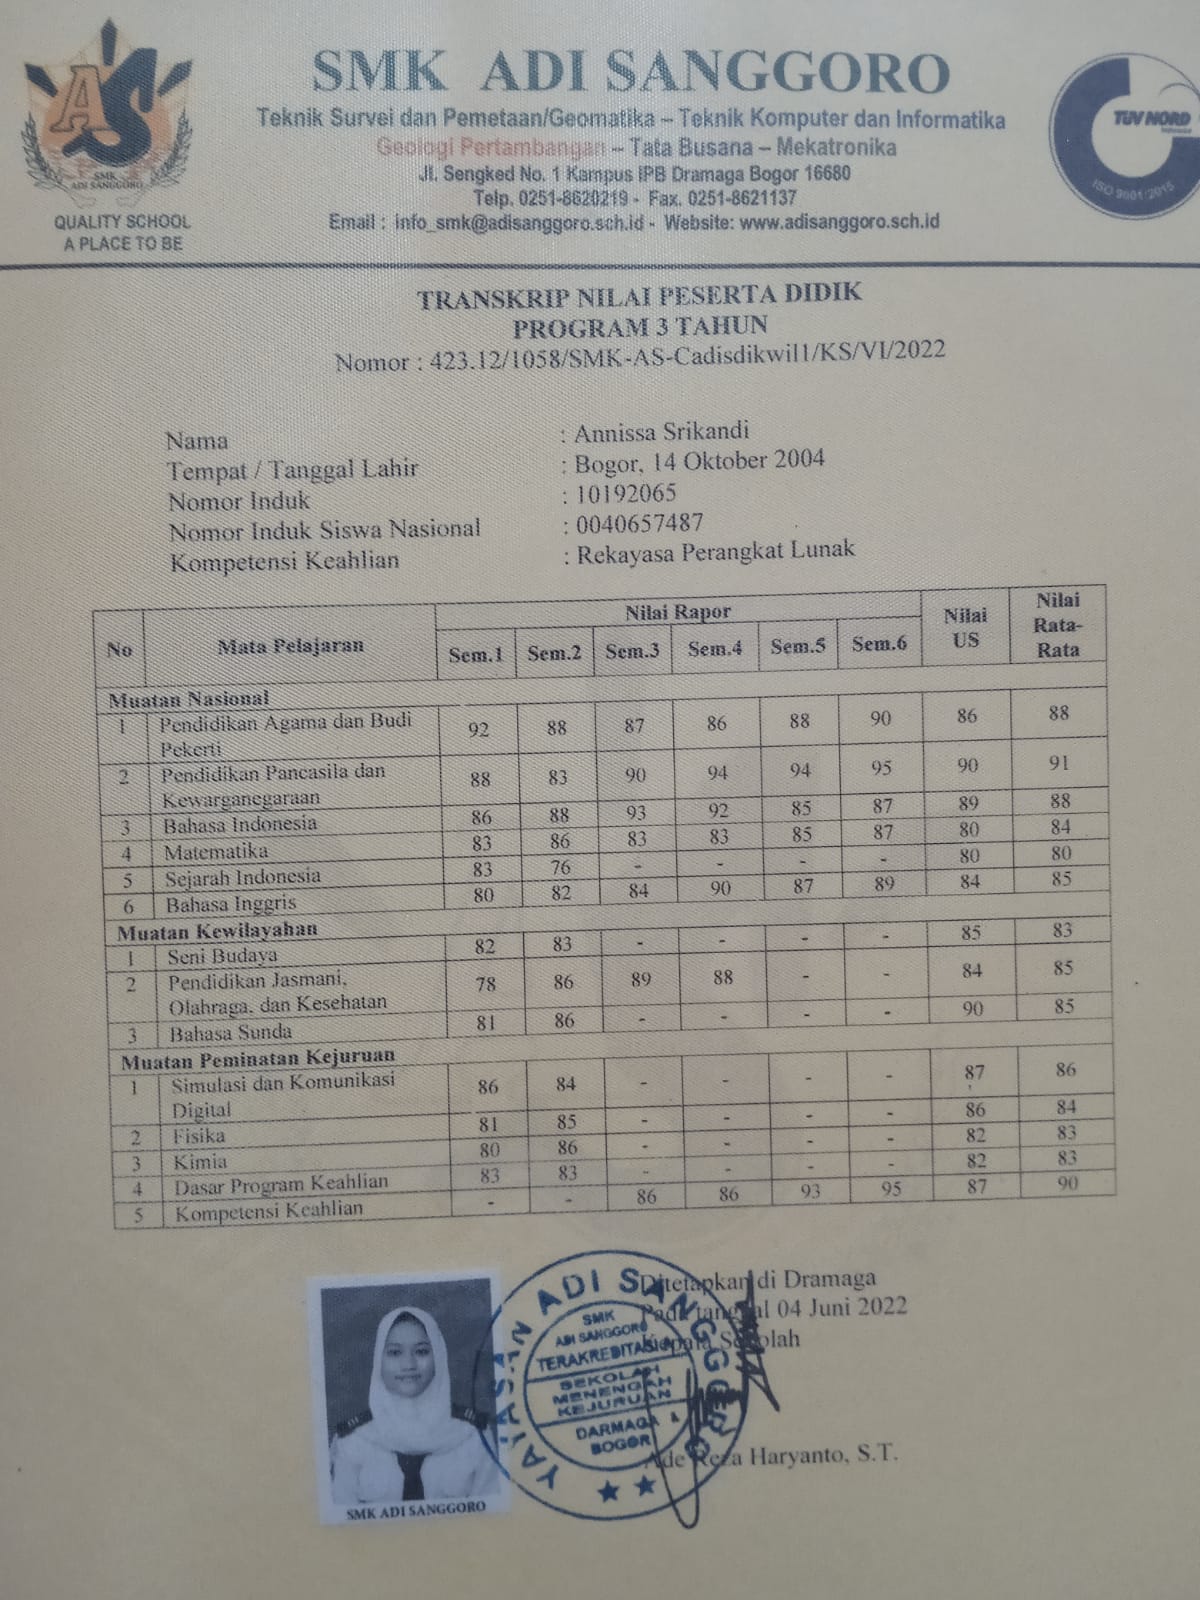 AS
SMK
ADI SANGGORO
QUALITY SCHOOL
A PLACE TO BE
SMK ADI SANGGORO
Teknik Survei dan Pemetaan/Geomatika – Teknik Komputer dan Informatika
Geologi Pertambangan – Tata Busana – Mekatronika
Jl. Sengked No. 1 Kampus IPB Dramaga Bogor 16680
Telp. 0251-8620219 - Fax. 0251-8621137
Email : info_smk@adisanggoro.sch.id - Website: www.adisanggoro.sch.id
TUV NORD
ISO 9001:2015
TRANSKRIP NILAI PESERTA DIDIK
PROGRAM 3 TAHUN
Nomor : 423.12/1058/SMK-AS-Cadisdikwil1/KS/VI/2022
Nama : Annissa Srikandi
Tempat / Tanggal Lahir : Bogor, 14 Oktober 2004
Nomor Induk : 10192065
Nomor Induk Siswa Nasional : 0040657487
Kompetensi Keahlian : Rekayasa Perangkat Lunak
No Mata Pelajaran Nilai Rapor Nilai US Nilai Rata-Rata
Sem.1 Sem.2 Sem.3 Sem.4 Sem.5 Sem.6
Muatan Nasional
1 Pendidikan Agama dan Budi Pekerti 92 88 87 86 88 90 86 88
2 Pendidikan Pancasila dan Kewarganegaraan 88 83 90 94 94 95 90 91
3 Bahasa Indonesia 86 88 93 92 85 87 89 88
4 Matematika 83 86 83 83 85 87 80 84
5 Sejarah Indonesia 83 76 - - - - 80 80
6 Bahasa Inggris 80 82 84 90 87 89 84 85
Muatan Kewilayahan
1 Seni Budaya 82 83 - - - - 85 83
2 Pendidikan Jasmani, Olahraga, dan Kesehatan 78 86 89 88 - - 84 85
3 Bahasa Sunda 81 86 - - - - 90 85
Muatan Peminatan Kejuruan
1 Simulasi dan Komunikasi Digital 86 84 - - - - 87 86
2 Fisika 81 85 - - - - 86 84
3 Kimia 80 86 - - - - 82 83
4 Dasar Program Keahlian 83 83 - - - - 82 83
5 Kompetensi Keahlian - - 86 86 93 95 87 90
Ditetapkan di Dramaga
Pada tanggal 04 Juni 2022
Kepala Sekolah
YAYASAN ADI SANGGORO
SMK
ADI SANGGORO
TERAKREDITASI
SEKOLAH
MENENGAH
KEJURUAN
DARMAGA
BOGOR
Ade Reza Haryanto, S.T.
SMK ADI SANGGORO